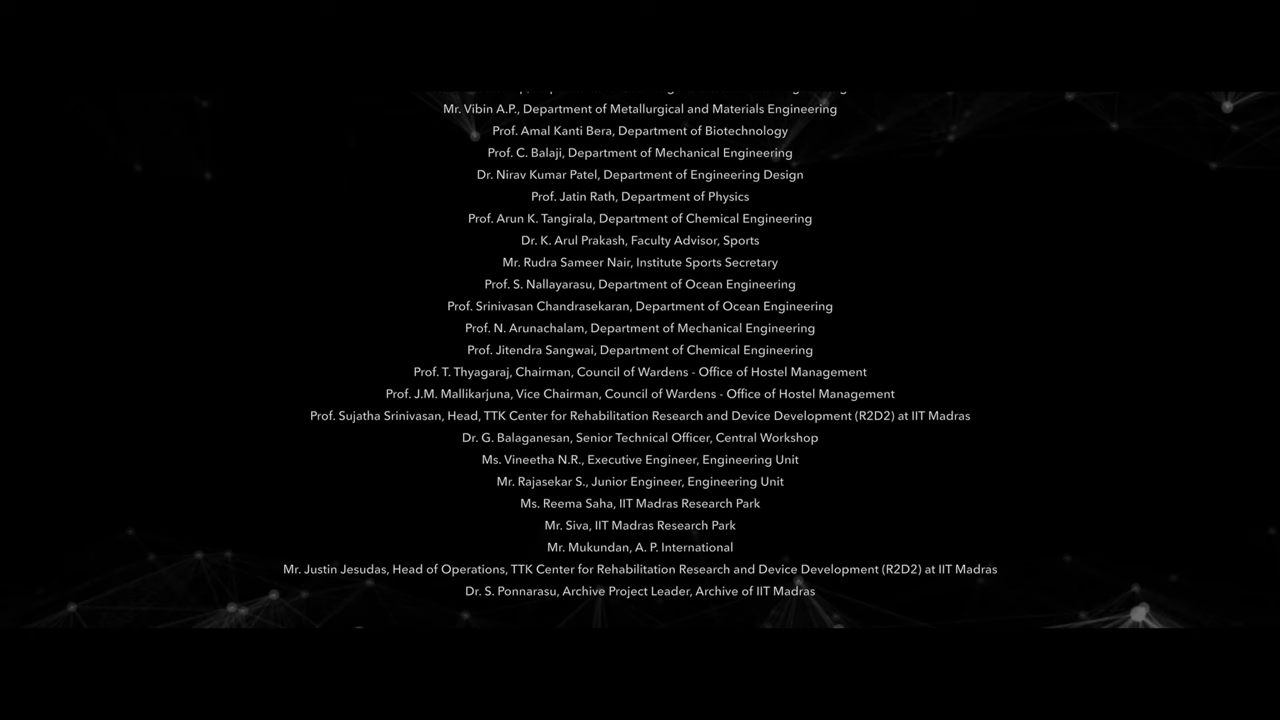 Mr. Vibin A.P., Department of Metallurgical and Materials Engineering
Prof. Amal Kanti Bera, Department of Biotechnology
Prof. C. Balaji, Department of Mechanical Engineering
Dr. Nirav Kumar Patel, Department of Engineering Design
Prof. Jatin Rath, Department of Physics
Prof. Arun K. Tangirala, Department of Chemical Engineering
Dr. K. Arul Prakash, Faculty Advisor, Sports
Mr. Rudra Sameer Nair, Institute Sports Secretary
Prof. S. Nallayarasu, Department of Ocean Engineering
Prof. Srinivasan Chandrasekaran, Department of Ocean Engineering
Prof. N. Arunachalam, Department of Mechanical Engineering
Prof. Jitendra Sangwai, Department of Chemical Engineering
Prof. T. Thyagaraj, Chairman, Council of Wardens - Office of Hostel Management
Prof. J.M. Mallikarjuna, Vice Chairman, Council of Wardens - Office of Hostel Management
Prof. Sujatha Srinivasan, Head, TTK Center for Rehabilitation Research and Device Development (R2D2) at IIT Madras
Dr. G. Balaganesan, Senior Technical Officer, Central Workshop
Ms. Vineetha N.R., Executive Engineer, Engineering Unit
Mr. Rajasekar S., Junior Engineer, Engineering Unit
Ms. Reema Saha, IIT Madras Research Park
Mr. Siva, IIT Madras Research Park
Mr. Mukundan, A. P. International
Mr. Justin Jesudas, Head of Operations, TTK Center for Rehabilitation Research and Device Development (R2D2) at IIT Madras
Dr. S. Ponnarasu, Archive Project Leader, Archive of IIT Madras